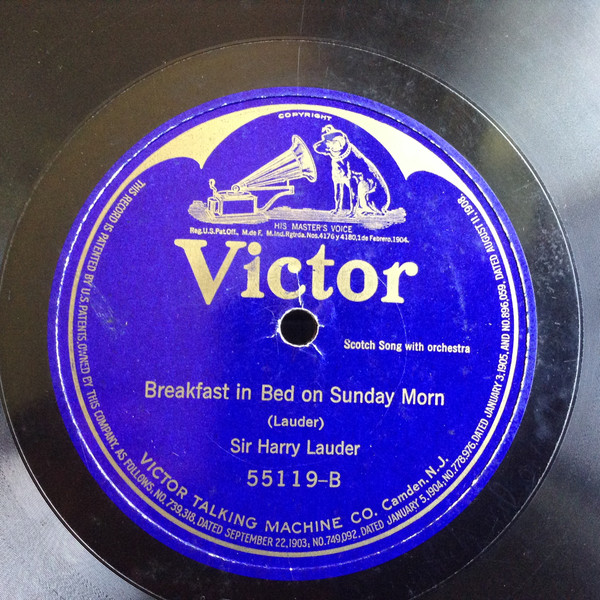 COPYRIGHT
HIS MASTER'S VOICE
Reg.U.S.Pat.Off. M.de F. M.Ind.Rgtrda.Nos.4176 y 4180,1 de Febrero, 1904.
Victor
Scotch Song with orchestra
Breakfast in Bed on Sunday Morn
(Lauder)
Sir Harry Lauder
55119-B
VICTOR TALKING MACHINE CO. Camden, N.J.
THIS RECORD IS PATENTED BY U.S. PATENTS, OWNED BY THIS COMPANY, AS FOLLOWS, NO. 739,318, DATED SEPTEMBER 22, 1903; NO. 749,092, DATED JANUARY 5, 1904; NO. 778,976, DATED JANUARY 3, 1905, AND NO. 896,059, DATED AUGUST 11, 1908